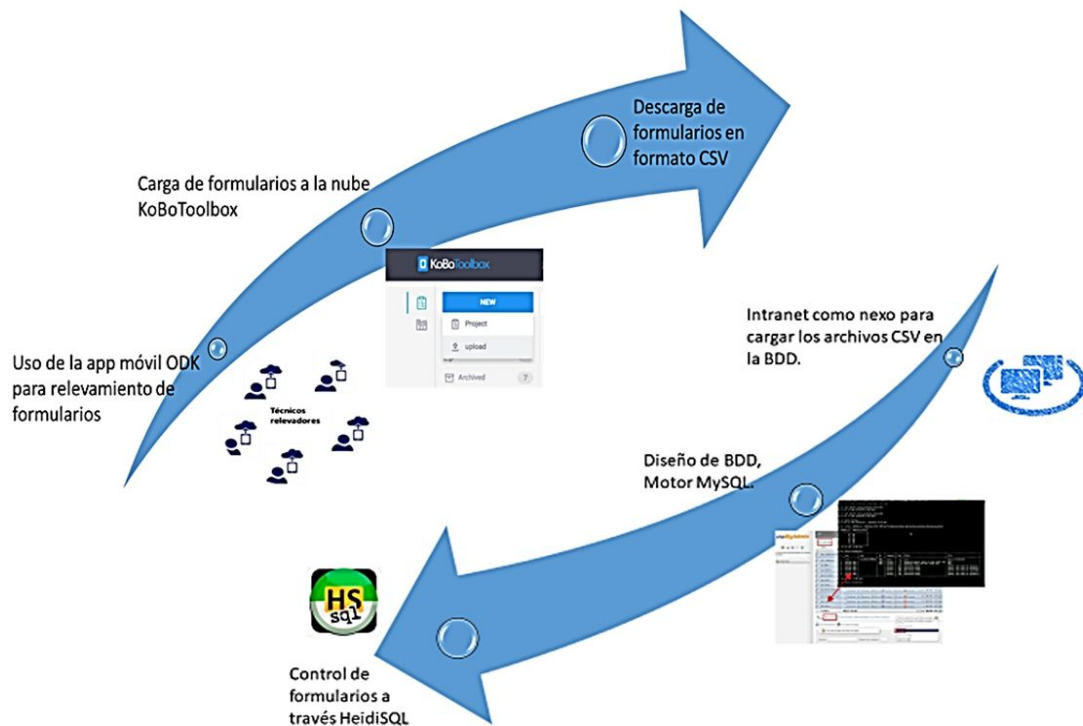 Descarga de
formularios en
formato CSV
Carga de formularios a la nube
KoBoToolbox
KoBoToolbox
NEW
Project
upload
Archived
7
Uso de la app móvil ODK
para relevamiento de
formularios
Técnicos
relevadores
Intranet como nexo para
cargar los archivos CSV en
la BDD.
Diseño de BDD,
Motor MySQL.
HS
sql
Control de
formularios a
través HeidiSQL